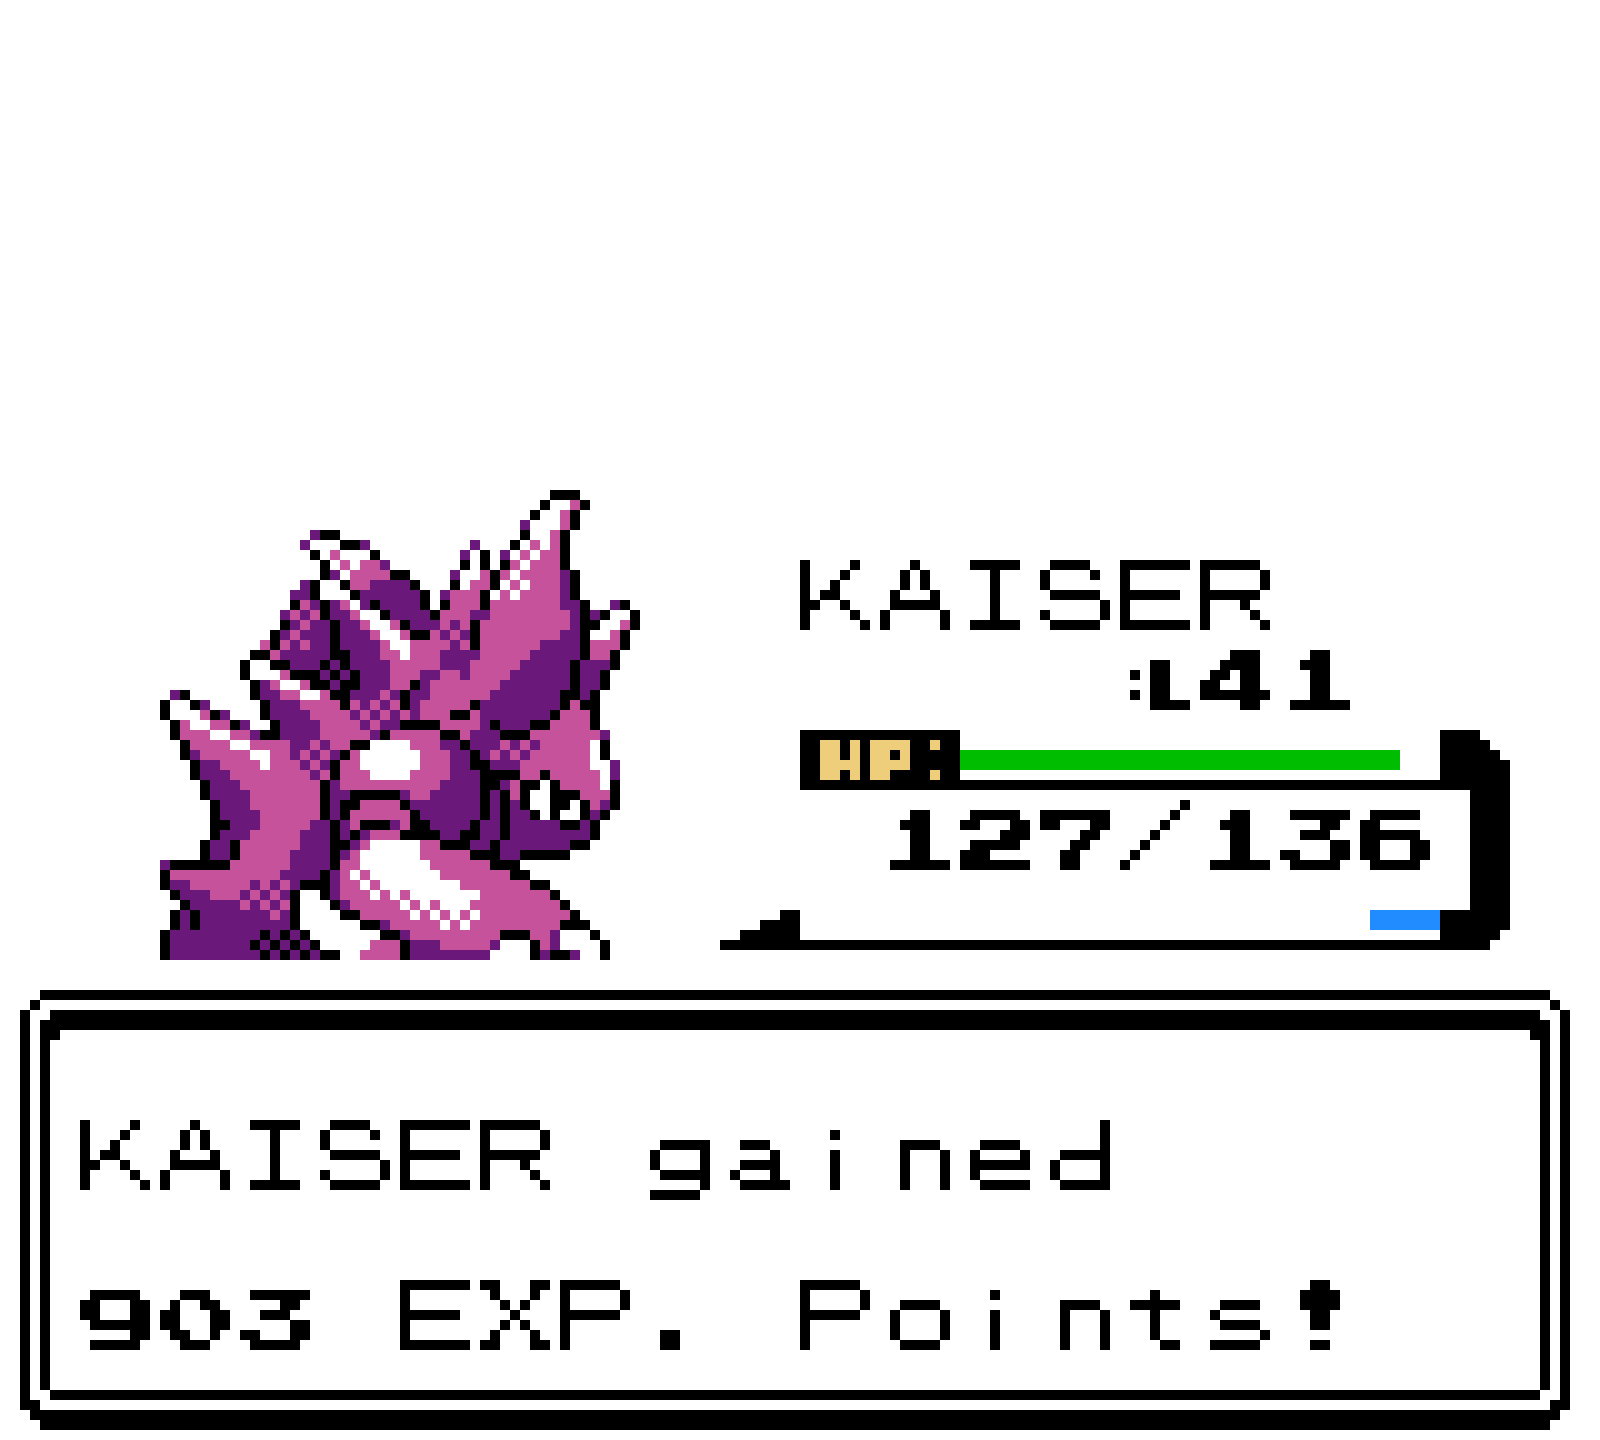 KAISER
:L41
HP:
127/136
KAISER gained
903 EXP. Points!